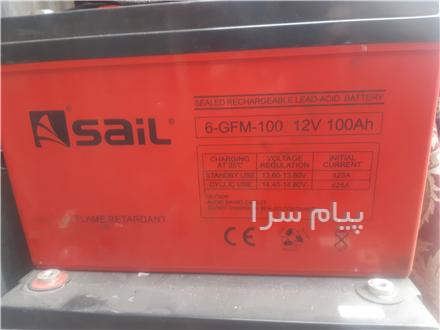 sail
SEALED RECHARGEABLE LEAD-ACID BATTERY
6-GFM-100 12V 100Ah
CHARGING AT 25°C VOLTAGE REGULATION INITIAL CURRENT
STANDBY USE 13.60-13.80V ≤25A
CYCLIC USE 14.40-14.80V ≤25A
CAUTION:
FLAME RETARDANT
CE
پیام سرا